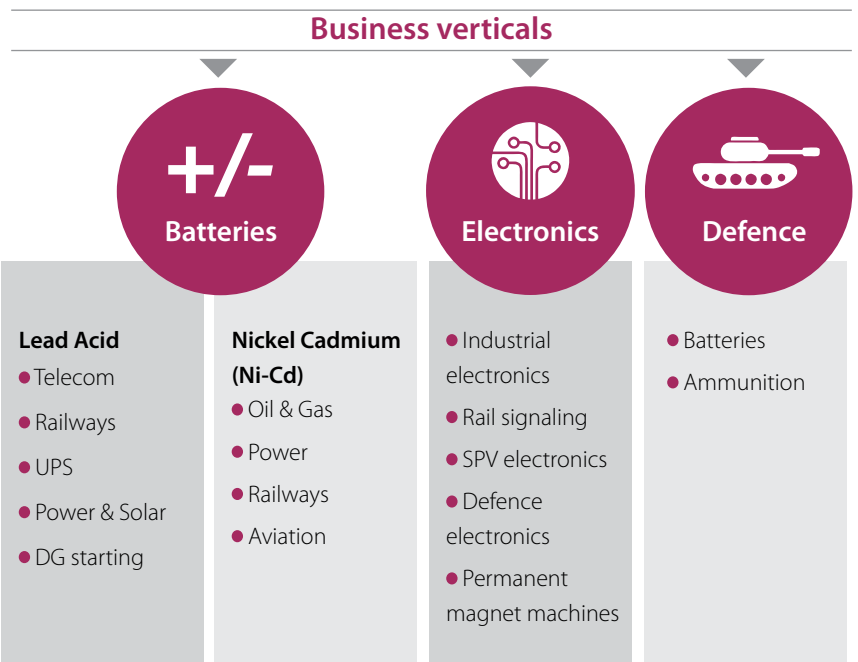 Business verticals
+/-
Batteries
Electronics
Defence
Lead Acid
Telecom
Railways
UPS
Power & Solar
DG starting
Nickel Cadmium
(Ni-Cd)
Oil & Gas
Power
Railways
Aviation
Industrial
electronics
Rail signaling
SPV electronics
Defence
electronics
Permanent
magnet machines
Batteries
Ammunition